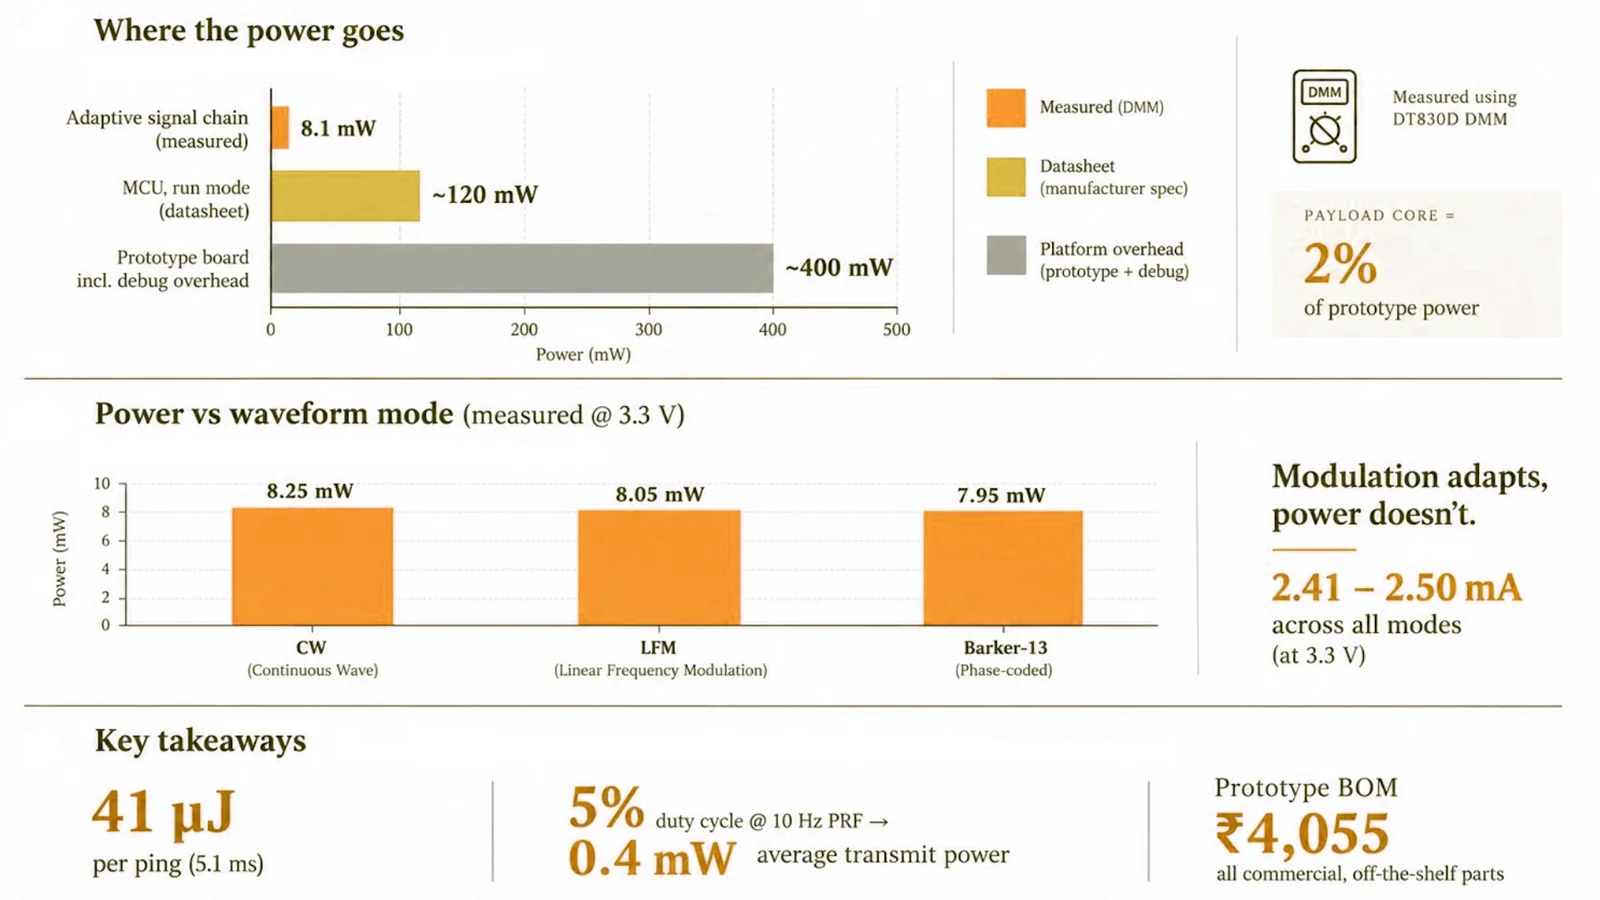 Where the power goes
Adaptive signal chain
(measured)
8.1 mW
MCU, run mode
(datasheet)
~120 mW
Prototype board
incl. debug overhead
~400 mW
0 100 200 300 400 500
Power (mW)
Measured (DMM)
Datasheet
(manufacturer spec)
Platform overhead
(prototype + debug)
DMM
Measured using
DT830D DMM
PAYLOAD CORE =
2%
of prototype power
Power vs waveform mode (measured @ 3.3 V)
Power (mW)
10
8
6
4
2
0
8.25 mW
8.05 mW
7.95 mW
CW
(Continuous Wave)
LFM
(Linear Frequency Modulation)
Barker-13
(Phase-coded)
Modulation adapts,
power doesn't.
2.41 – 2.50 mA
across all modes
(at 3.3 V)
Key takeaways
41 μJ
per ping (5.1 ms)
5% duty cycle @ 10 Hz PRF →
0.4 mW average transmit power
Prototype BOM
₹4,055
all commercial, off-the-shelf parts